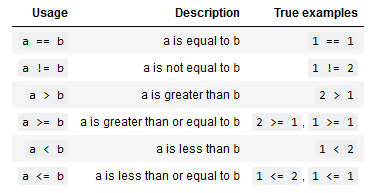 Usage Description True examples
a == b a is equal to b 1 == 1
a != b a is not equal to b 1 != 2
a > b a is greater than b 2 > 1
a >= b a is greater than or equal to b 2 >= 1 , 1 >= 1
a < b a is less than b 1 < 2
a <= b a is less than or equal to b 1 <= 2 , 1 <= 1